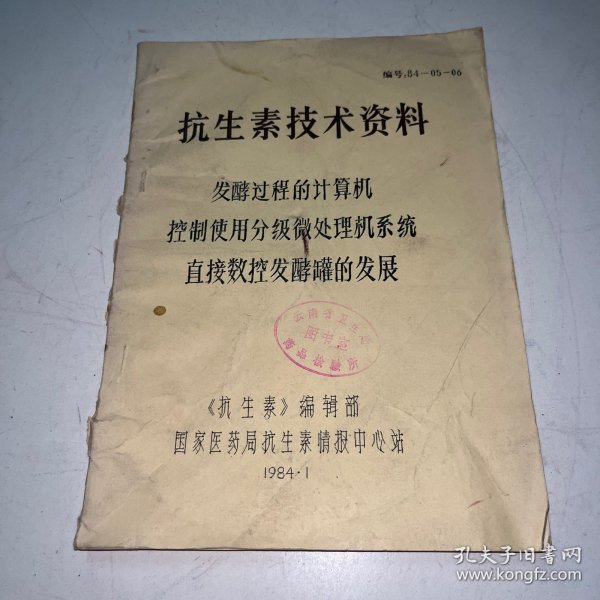 编号:84—05—06
抗生素技术资料
发酵过程的计算机
控制使用分级微处理机系统
直接数控发酵罐的发展
《抗生素》编辑部
国家医药局抗生素情报中心站
1984·1
孔夫子旧书网
www.kongfz.com